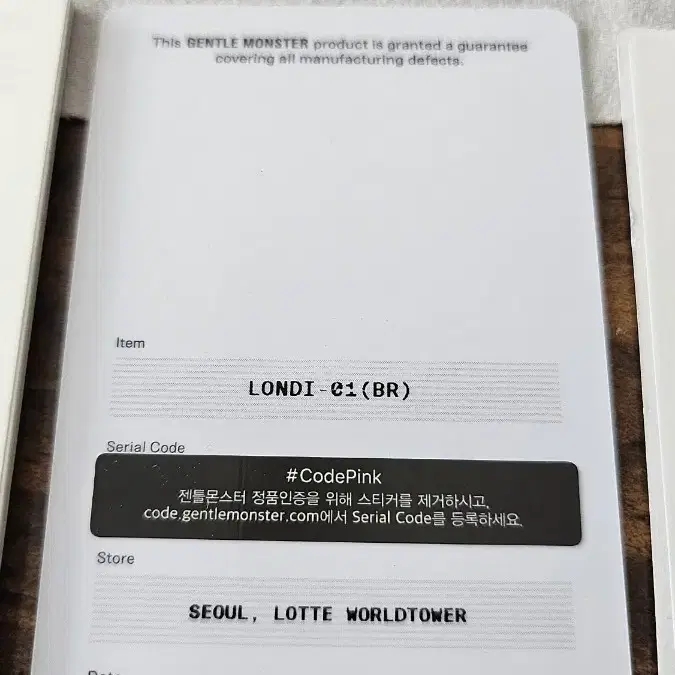 This GENTLE MONSTER product is granted a guarantee
covering all manufacturing defects.
Item
LONDI-01(BR)
Serial Code
#CodePink
젠틀몬스터 정품인증을 위해 스티커를 제거하시고,
code.gentlemonster.com에서 Serial Code를 등록하세요.
Store
SEOUL, LOTTE WORLDTOWER